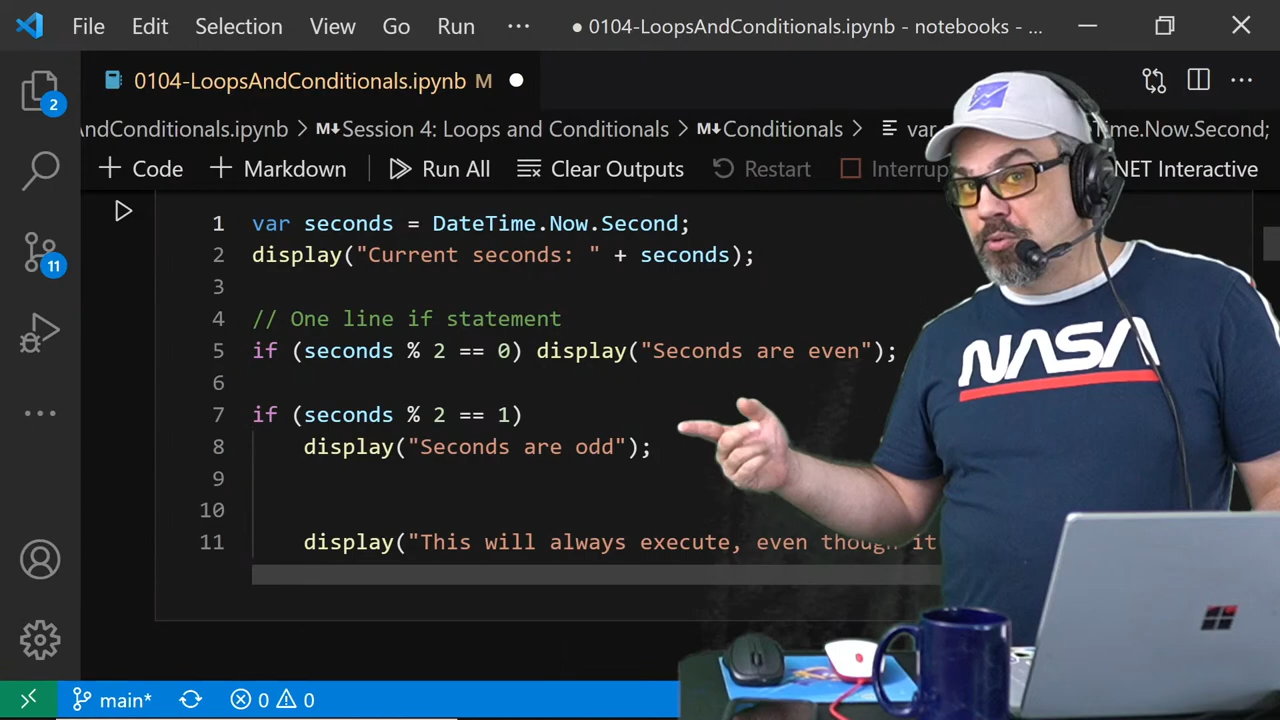 File Edit Selection View Go Run ··· ● 0104-LoopsAndConditionals.ipynb - notebooks - ...
0104-LoopsAndConditionals.ipynb M
AndConditionals.ipynb > M↓Session 4: Loops and Conditionals > M↓Conditionals > var Time.Now.Second;
+ Code + Markdown Run All Clear Outputs Restart Interrup NET Interactive
2
11
1 var seconds = DateTime.Now.Second;
2 display("Current seconds: " + seconds);
3
4 // One line if statement
5 if (seconds % 2 == 0) display("Seconds are even");
6
7 if (seconds % 2 == 1)
8 display("Seconds are odd");
9
10
11 display("This will always execute, even though it
NASA
main* 0 0